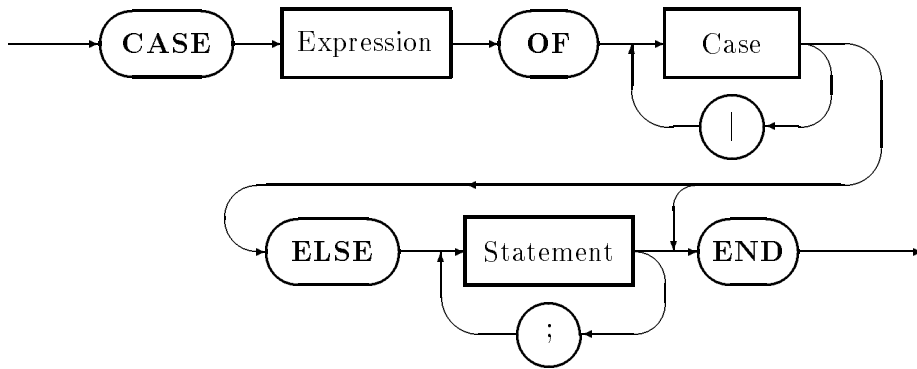 CASE Expression OF Case
|
ELSE Statement END
;